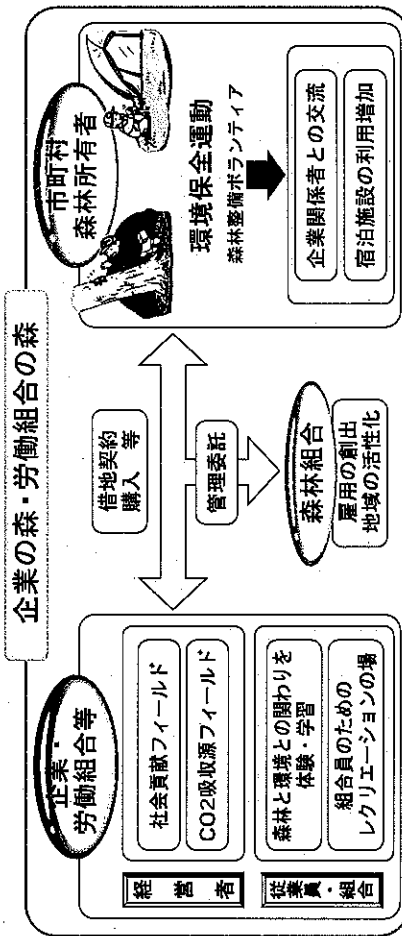 企業の森・労働組合の森
企業・
労働組合等
経営者
社会貢献フィールド
CO2吸収源フィールド
従業員・組合
森林と環境との関わりを
体験・学習
組合員のための
レクリエーションの場
借地契約
購入 等
管理委託
森林組合
雇用の創出
地域の活性化
市町村
森林所有者
環境保全運動
森林整備ボランティア
企業関係者との交流
宿泊施設の利用増加